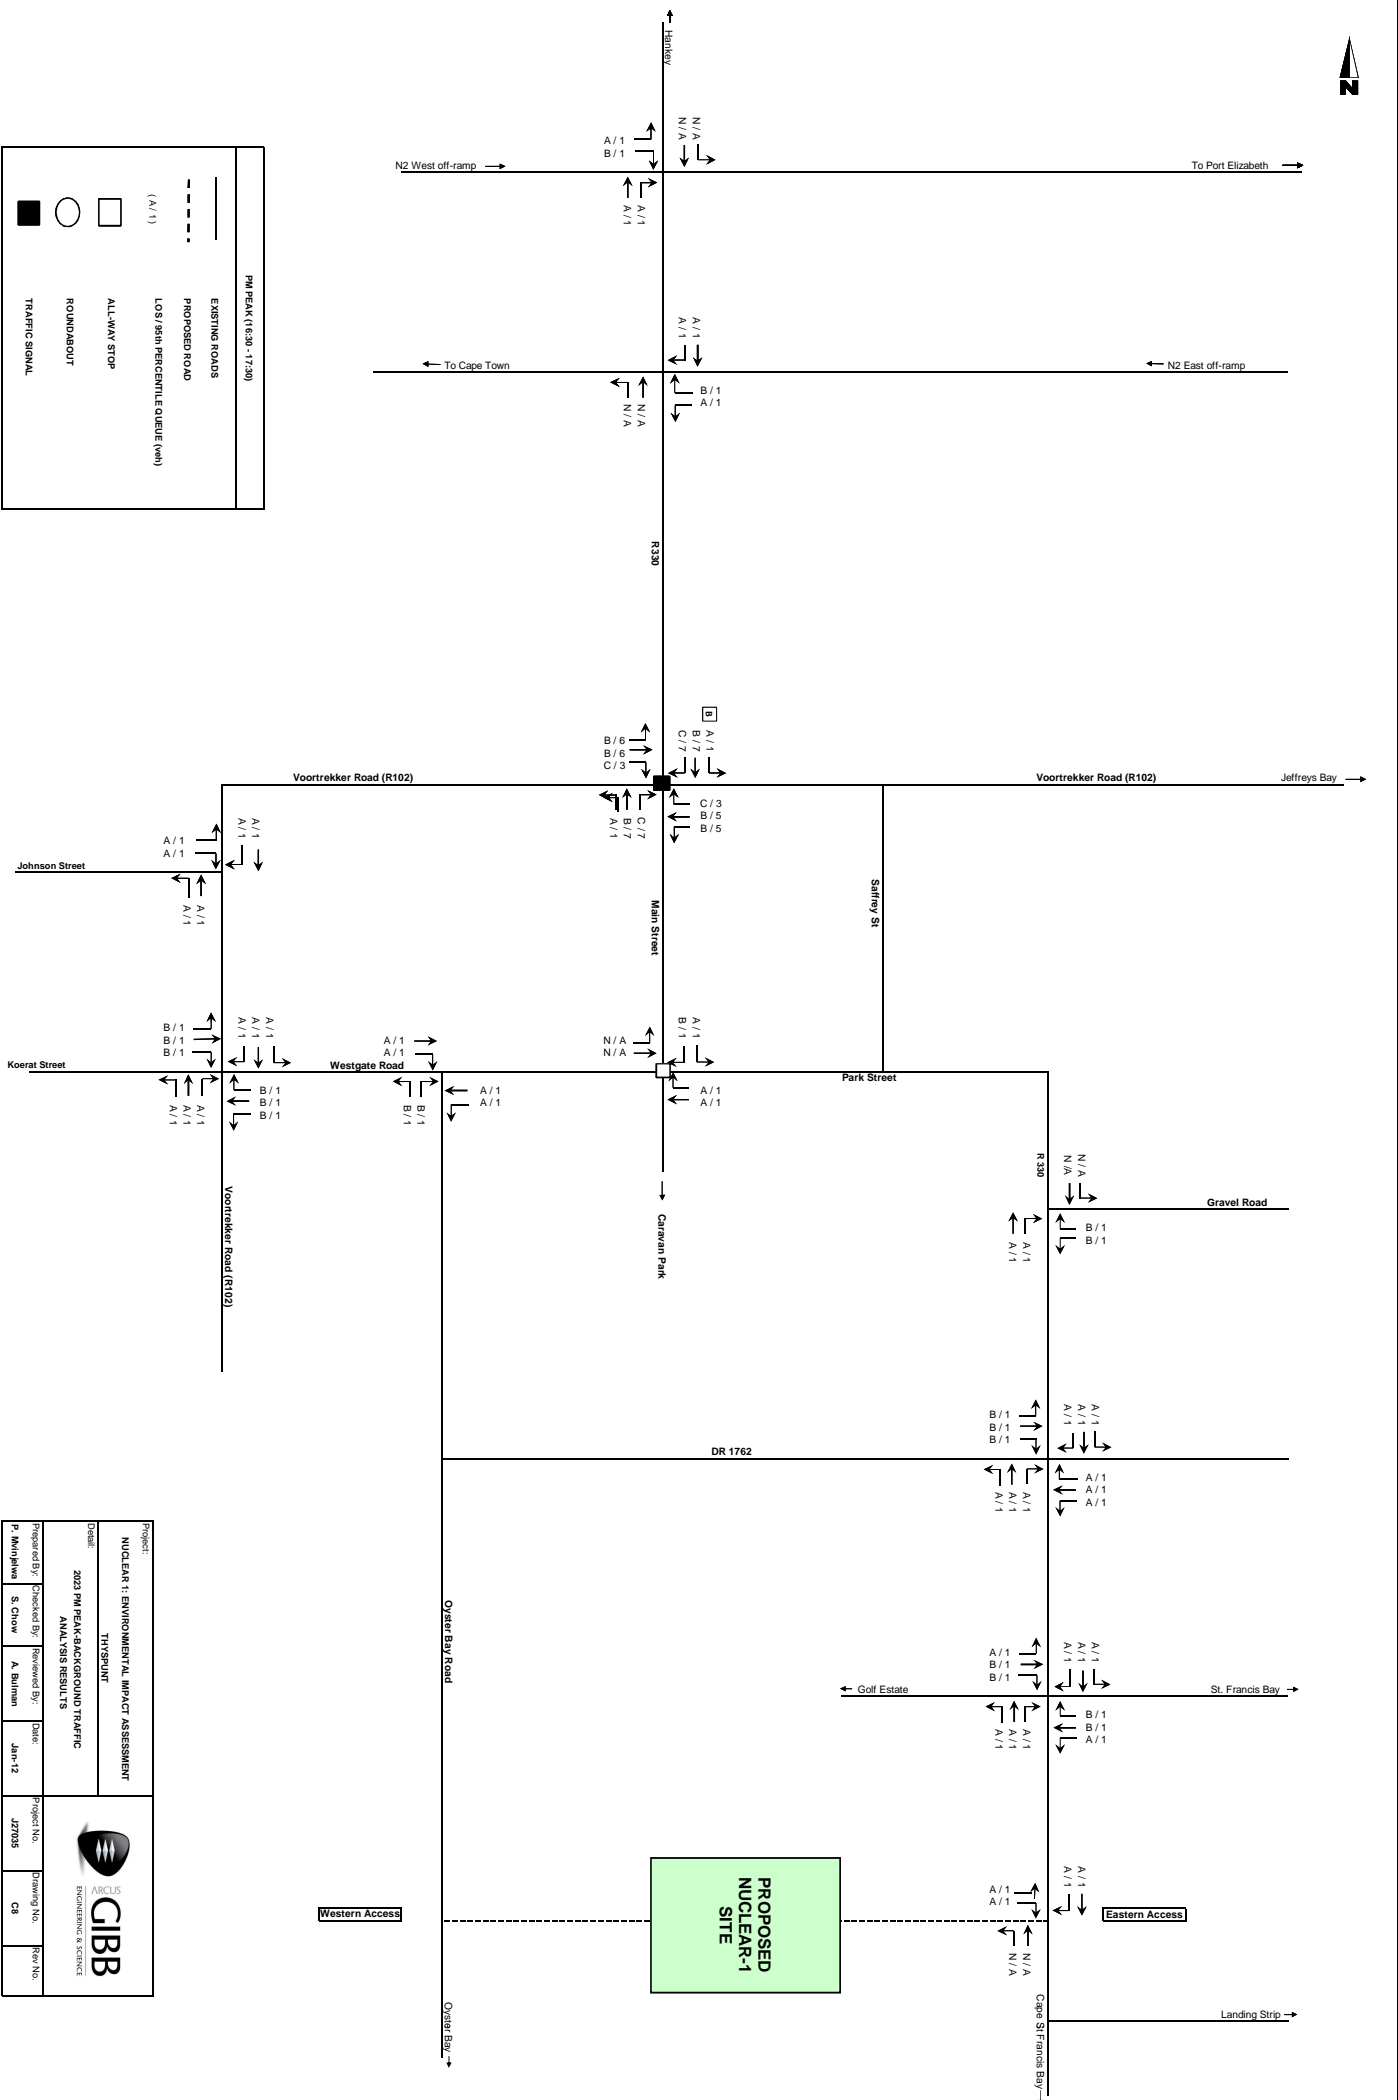 Hankey
N
N / A
N / A
A / 1
B / 1
N2 West off-ramp
To Port Elizabeth
A / 1
A / 1
A / 1
A / 1
To Cape Town
N2 East off-ramp
B / 1
A / 1
N / A
N / A
R330
B
A / 1
B / 7
C / 7
B / 6
B / 6
C / 3
Voortrekker Road (R102)
Voortrekker Road (R102)
Jeffreys Bay
C / 3
B / 5
B / 5
A / 1
B / 7
C / 7
A / 1
A / 1
A / 1
A / 1
Johnson Street
A / 1
A / 1
Main Street
Saffrey St
B / 1
B / 1
B / 1
A / 1
A / 1
A / 1
A / 1
A / 1
N / A
N / A
B / 1
A / 1
Koerat Street
Westgate Road
Park Street
B / 1
B / 1
B / 1
A / 1
A / 1
A / 1
B / 1
B / 1
A / 1
A / 1
A / 1
A / 1
R 330
N / A
N / A
Gravel Road
B / 1
B / 1
A / 1
A / 1
Voortrekker Road (R102)
Caravan Park
B / 1
B / 1
B / 1
A / 1
A / 1
A / 1
DR 1762
A / 1
A / 1
A / 1
A / 1
A / 1
A / 1
Oyster Bay Road
A / 1
B / 1
B / 1
A / 1
A / 1
A / 1
Golf Estate
St. Francis Bay
B / 1
B / 1
A / 1
A / 1
A / 1
A / 1
PROPOSED
NUCLEAR-1
SITE
A / 1
A / 1
A / 1
A / 1
Western Access
Eastern Access
N / A
N / A
Oyster Bay
Cape St Francis Bay
Landing Strip
PM PEAK (16:30 - 17:30)
EXISTING ROADS
PROPOSED ROAD
( A / 1 )
LOS / 95th PERCENTILE QUEUE (veh)
ALL-WAY STOP
ROUNDABOUT
TRAFFIC SIGNAL
Project:
NUCLEAR 1: ENVIRONMENTAL IMPACT ASSESSMENT
THYSPUNT
Detail:
2023 PM PEAK-BACKGROUND TRAFFIC
ANALYSIS RESULTS
Prepared By: Checked By: Reviewed By: Date: Project No. Drawing No. Rev No.
P. Mvinjelwa S. Chow A. Bulman Jan-12 J27035 C8
ARCUS
GIBB
ENGINEERING & SCIENCE